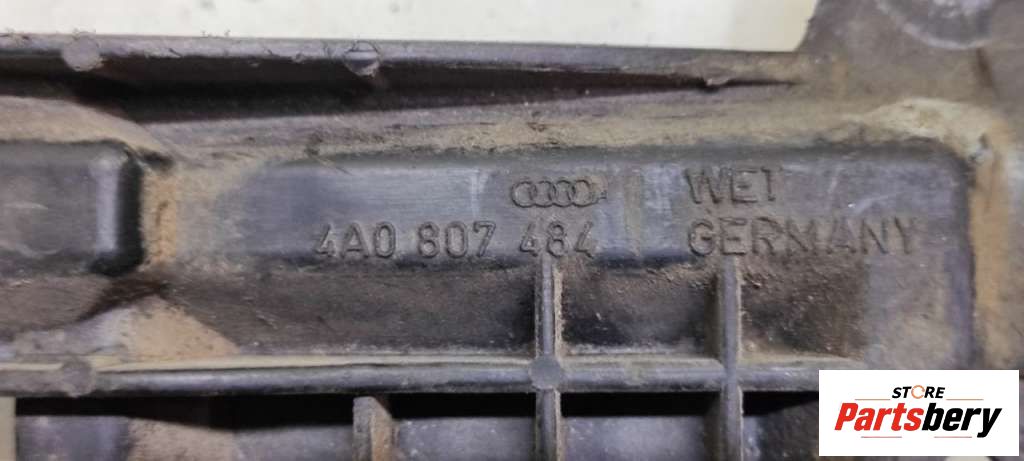 WET
4A0 807 484 GERMANY
STORE
Partsbery